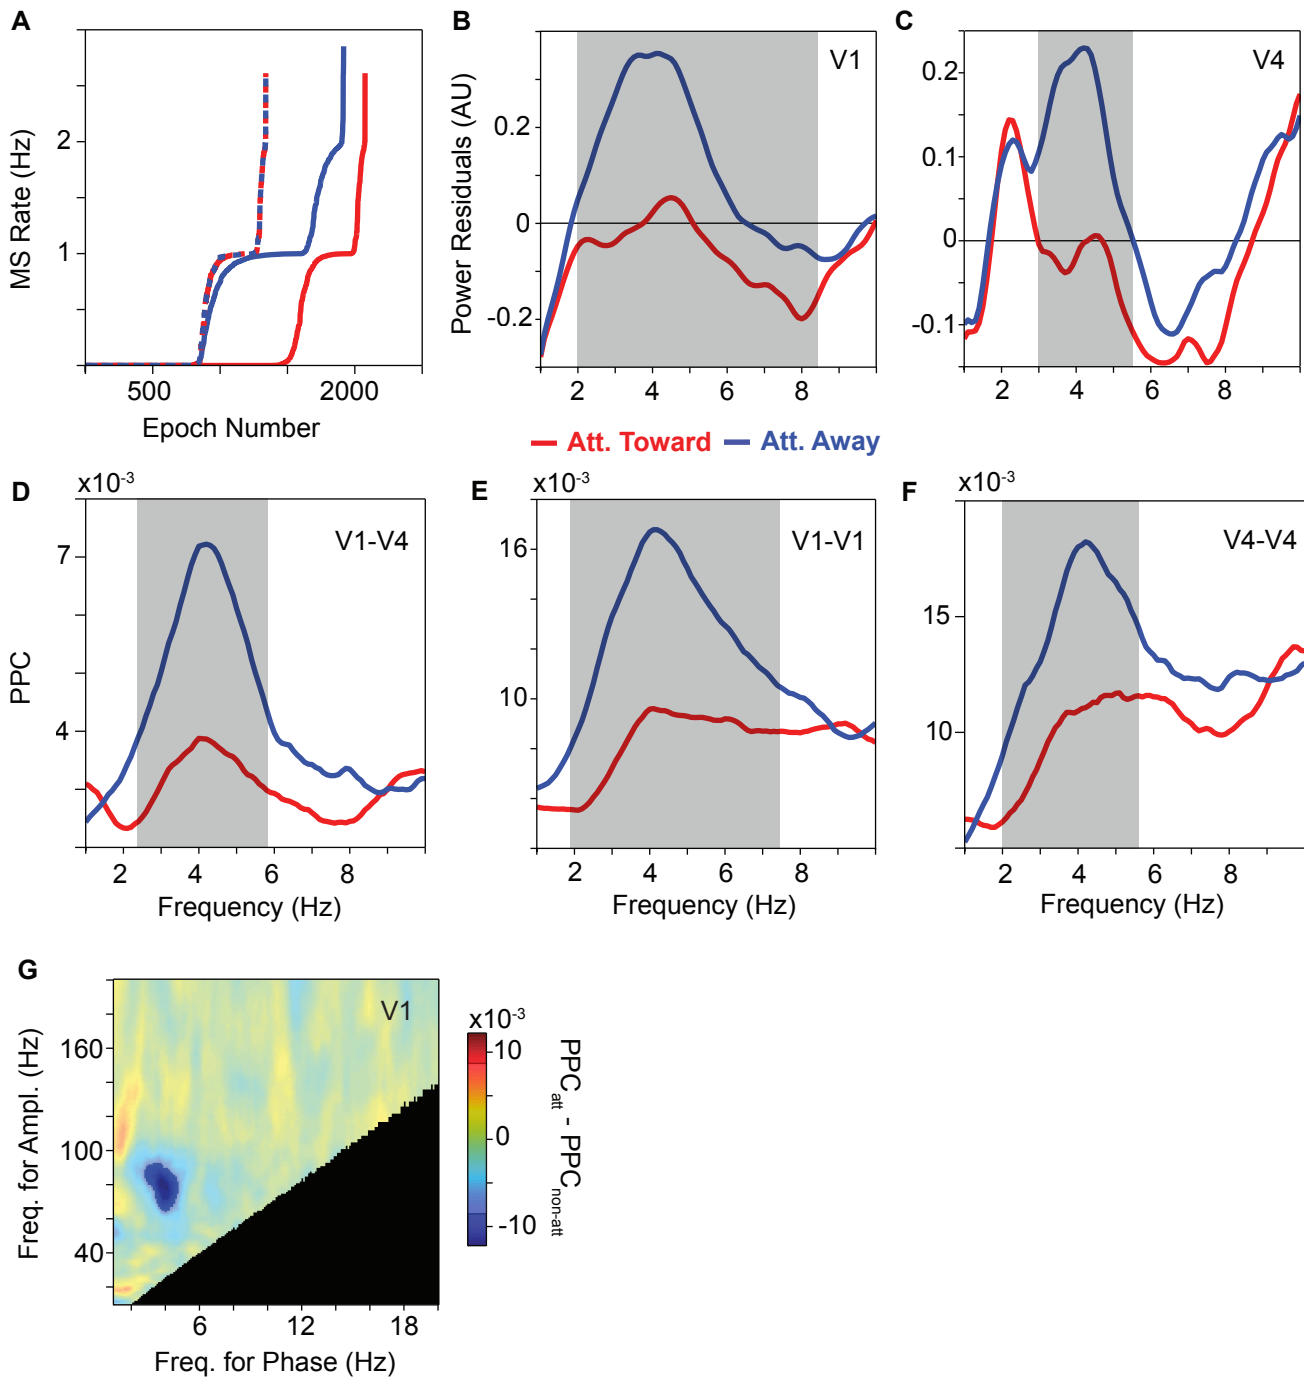 A
MS Rate (Hz)
2
1
500
2000
Epoch Number
B
V1
Power Residuals (AU)
0.2
0
-0.2
2
4
6
8
C
V4
0.2
0.1
0
-0.1
2
4
6
8
Att. Toward
Att. Away
D
x10-3
V1-V4
PPC
7
4
2
4
6
8
Frequency (Hz)
E
x10-3
V1-V1
16
10
2
4
6
8
Frequency (Hz)
F
x10-3
V4-V4
15
10
2
4
6
8
Frequency (Hz)
G
V1
Freq. for Ampl. (Hz)
160
100
40
6
12
18
Freq. for Phase (Hz)
x10-3
10
0
-10
PPCatt - PPCnon-att